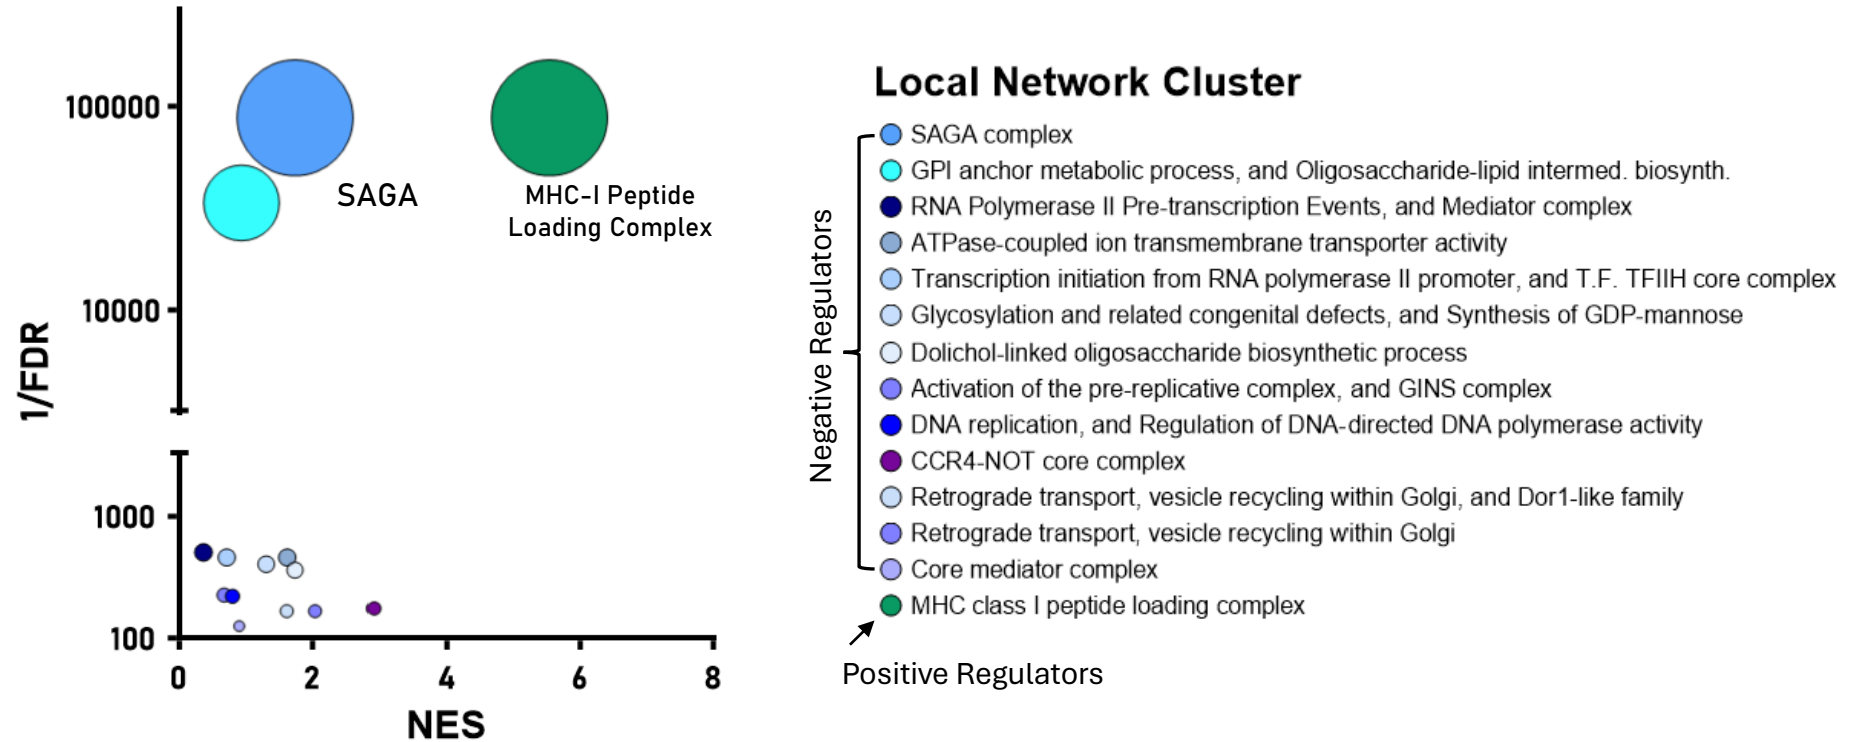 100000
10000
1000
100
1/FDR
0
2
4
6
8
NES
SAGA
MHC-I Peptide
Loading Complex
Local Network Cluster
Negative Regulators
SAGA complex
GPI anchor metabolic process, and Oligosaccharide-lipid intermed. biosynth.
RNA Polymerase II Pre-transcription Events, and Mediator complex
ATPase-coupled ion transmembrane transporter activity
Transcription initiation from RNA polymerase II promoter, and T.F. TFIIH core complex
Glycosylation and related congenital defects, and Synthesis of GDP-mannose
Dolichol-linked oligosaccharide biosynthetic process
Activation of the pre-replicative complex, and GINS complex
DNA replication, and Regulation of DNA-directed DNA polymerase activity
CCR4-NOT core complex
Retrograde transport, vesicle recycling within Golgi, and Dor1-like family
Retrograde transport, vesicle recycling within Golgi
Core mediator complex
MHC class I peptide loading complex
Positive Regulators